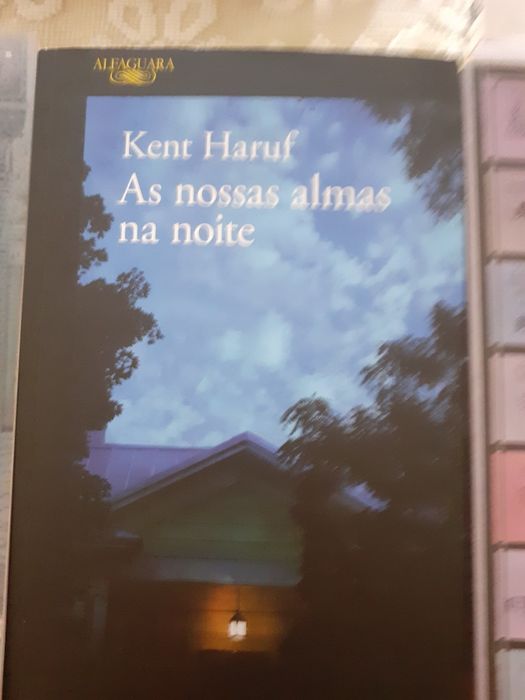 ALFAGUARA
Kent Haruf
As nossas almas
na noite